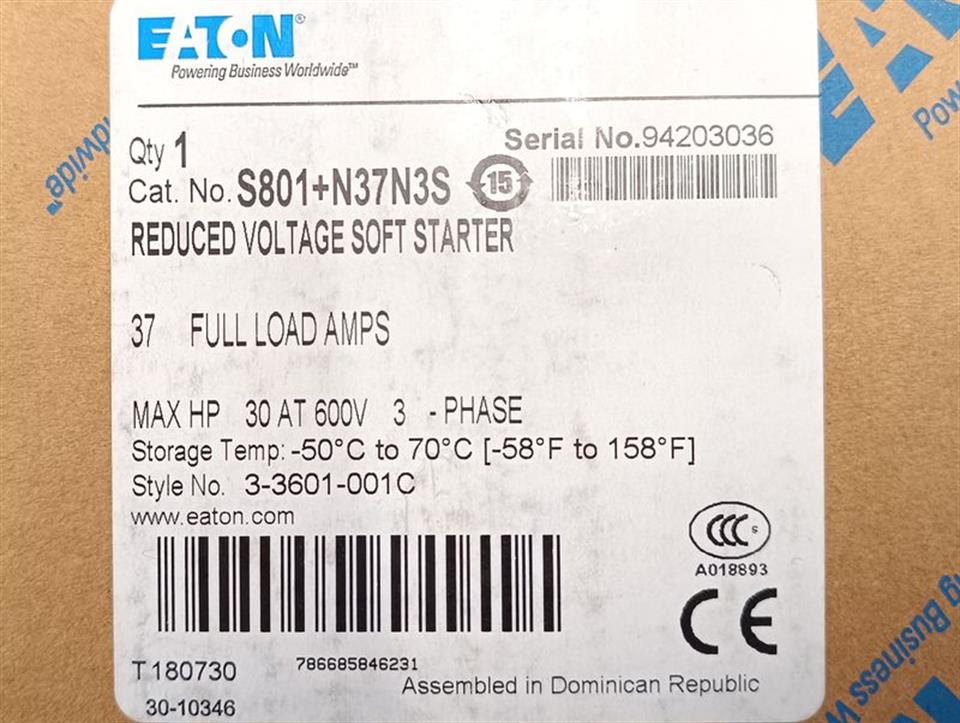 EATON®
Powering Business Worldwide™
Serial No.94203036
Qty 1
Cat. No. S801+N37N3S 15
REDUCED VOLTAGE SOFT STARTER
37 FULL LOAD AMPS
MAX HP 30 AT 600V 3 - PHASE
Storage Temp: -50°C to 70°C [-58°F to 158°F]
Style No. 3-3601-001C
www.eaton.com
CCC S
A018893
CE
T180730
786685846231
Assembled in Dominican Republic
30-10346